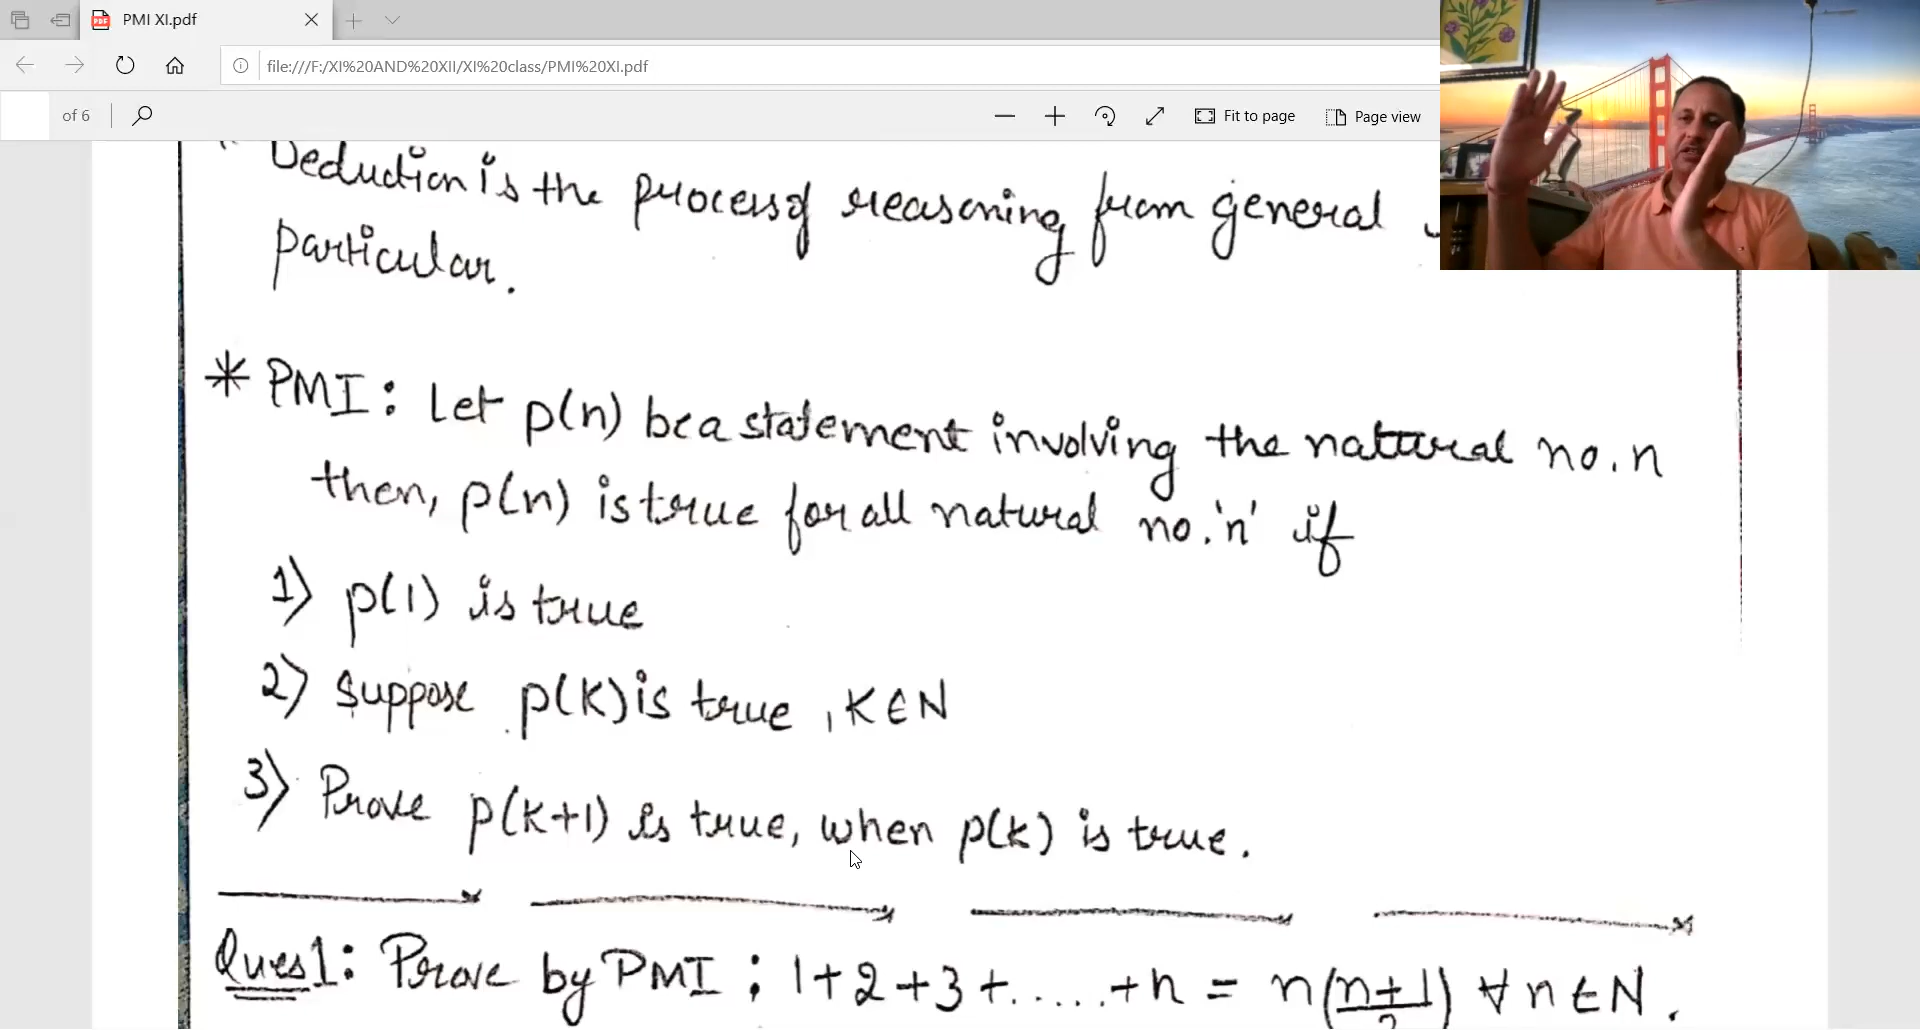 PMI XI.pdf
file:///F:/XI%20AND%20XII/XI%20class/PMI%20XI.pdf
of 6
Fit to page
Page view
Deduction is the process of reasoning from general
particular.
* PMI: Let p(n) be a statement involving the natural no. n
then, p(n) is true for all natural no. 'n' if
1) p(1) is true
2) Suppose p(K) is true, K∈N
3) Prove p(K+1) is true, when p(k) is true.
Ques1: Prove by PMI : 1+2+3+.....+n = n(n+1)/2 ∀ n∈N.